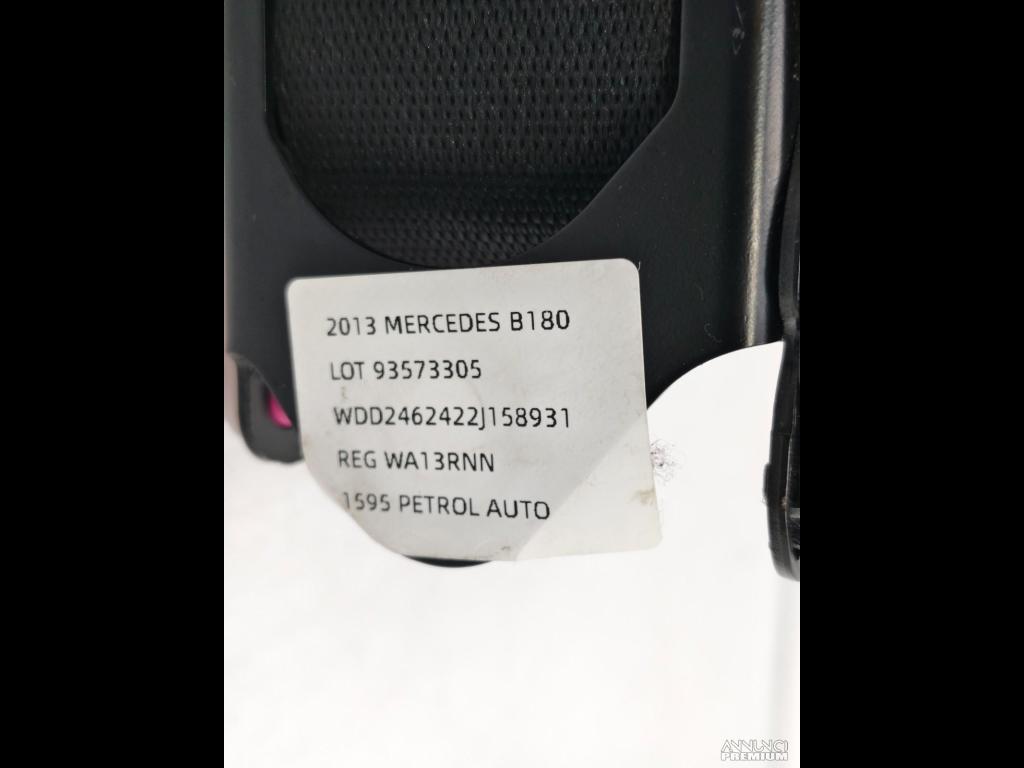 2013 MERCEDES B180
LOT 93573305
WDD2462422J158931
REG WA13RNN
1595 PETROL AUTO
ANNUNCI
PREMIUM